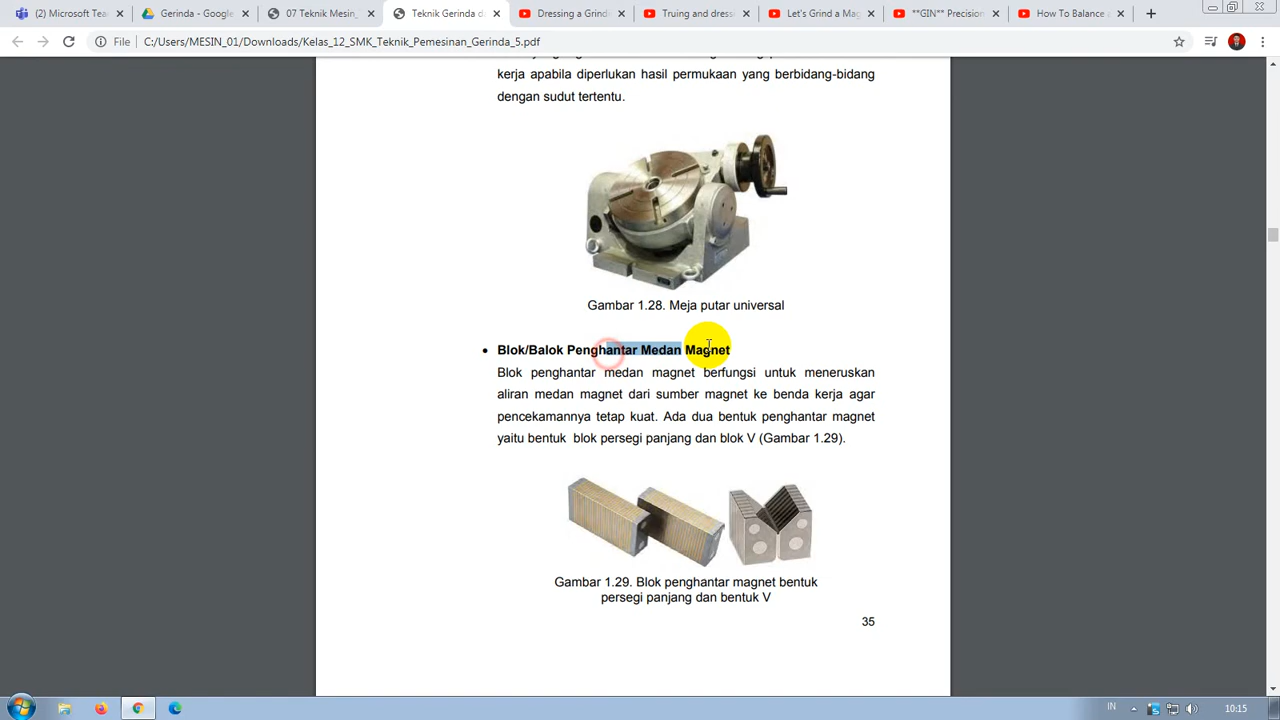 (4) Microsoft Tea
Gerinda - Google
07 Teknik Mesin_
Teknik Gerinda da
Dressing a Grindi
Truing and dresse
Let's Grind a Mag
**GIN** Precision
How To Balance a
File
C:/Users/MESIN_01/Downloads/Kelas_12_SMK_Teknik_Pemesinan_Gerinda_5.pdf
kerja apabila diperlukan hasil permukaan yang berbidang-bidang
dengan sudut tertentu.
Gambar 1.28. Meja putar universal
• Blok/Balok Penghantar Medan Magnet
Blok penghantar medan magnet berfungsi untuk meneruskan
aliran medan magnet dari sumber magnet ke benda kerja agar
pencekamannya tetap kuat. Ada dua bentuk penghantar magnet
yaitu bentuk blok persegi panjang dan blok V (Gambar 1.29).
Gambar 1.29. Blok penghantar magnet bentuk
persegi panjang dan bentuk V
35
IN
10:15